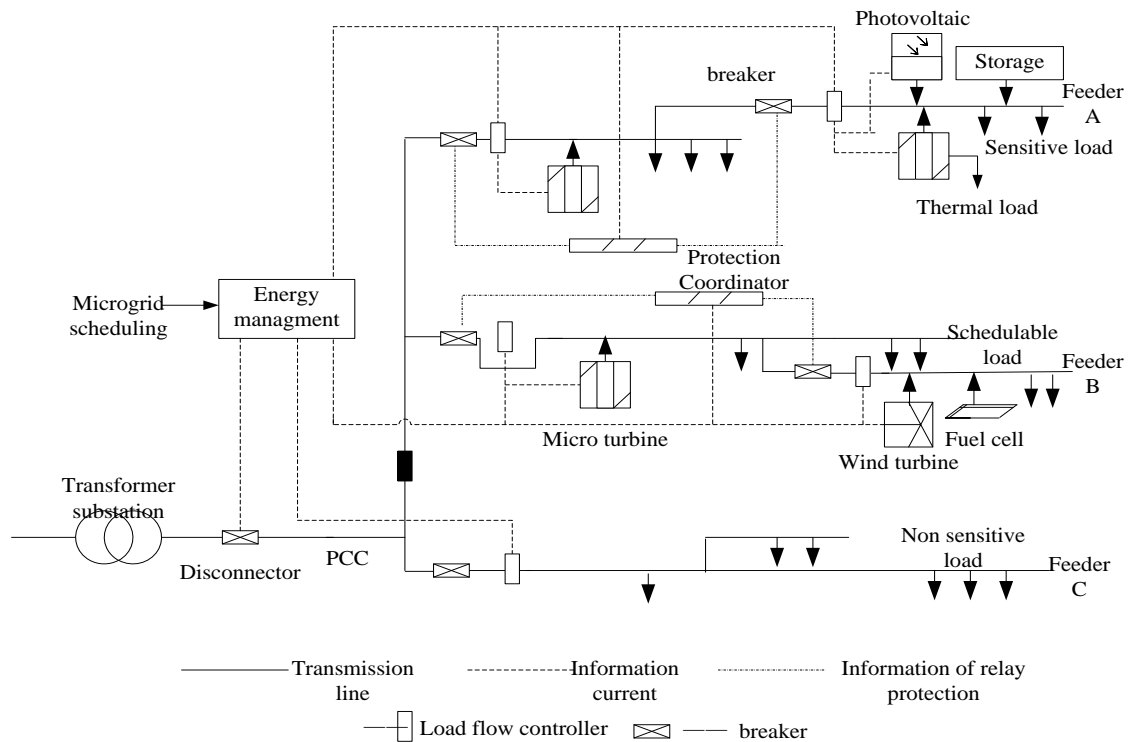 Photovoltaic
Storage
breaker
Feeder
A
Sensitive load
Thermal load
Protection
Coordinator
Microgrid
scheduling
Energy
managment
Schedulable
load
Feeder
B
Micro turbine
Fuel cell
Wind turbine
Transformer
substation
Disconnector
PCC
Non sensitive
load
Feeder
C
Transmission
line
Information
current
Information of relay
protection
Load flow controller
breaker